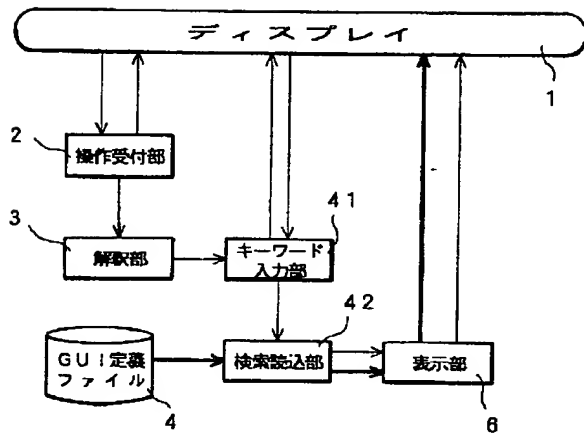 ディスプレイ
1
2
操作受付部
3
解釈部
41
キーワード
入力部
42
GUI定義
ファイル
検索読込部
表示部
4
6